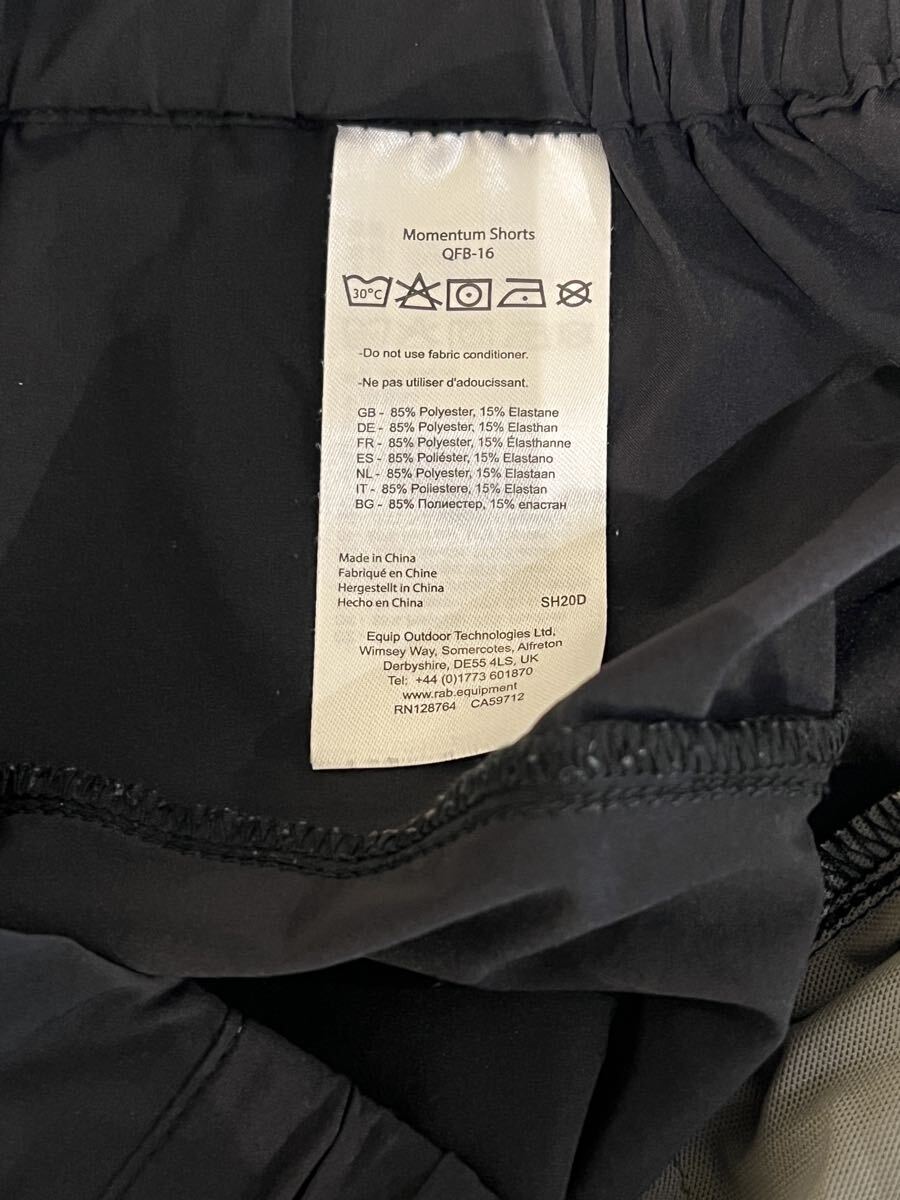 Momentum Shorts
QFB-16
30°C
-Do not use fabric conditioner.
-Ne pas utiliser d'adoucissant.
GB - 85% Polyester, 15% Elastane
DE - 85% Polyester, 15% Elasthan
FR - 85% Polyester, 15% Élasthanne
ES - 85% Poliéster, 15% Elastano
NL - 85% Polyester, 15% Elastaan
IT - 85% Poliestere, 15% Elastan
BG - 85% Полиестер, 15% еластан
Made in China
Fabriqué en Chine
Hergestellt in China
Hecho en China
SH20D
Equip Outdoor Technologies Ltd.
Wimsey Way, Somercotes, Alfreton
Derbyshire, DE55 4LS, UK
Tel: +44 (0)1773 601870
www.rab.equipment
RN128764 CA59712